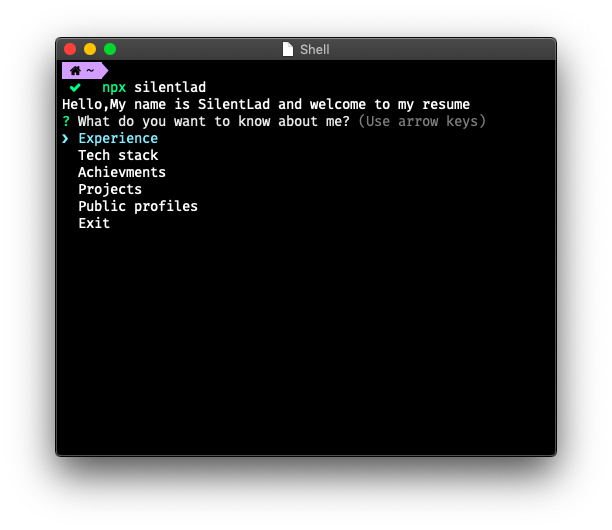 Shell
~
✔ npx silentlad
Hello,My name is SilentLad and welcome to my resume
? What do you want to know about me? (Use arrow keys)
❯ Experience
Tech stack
Achievments
Projects
Public profiles
Exit